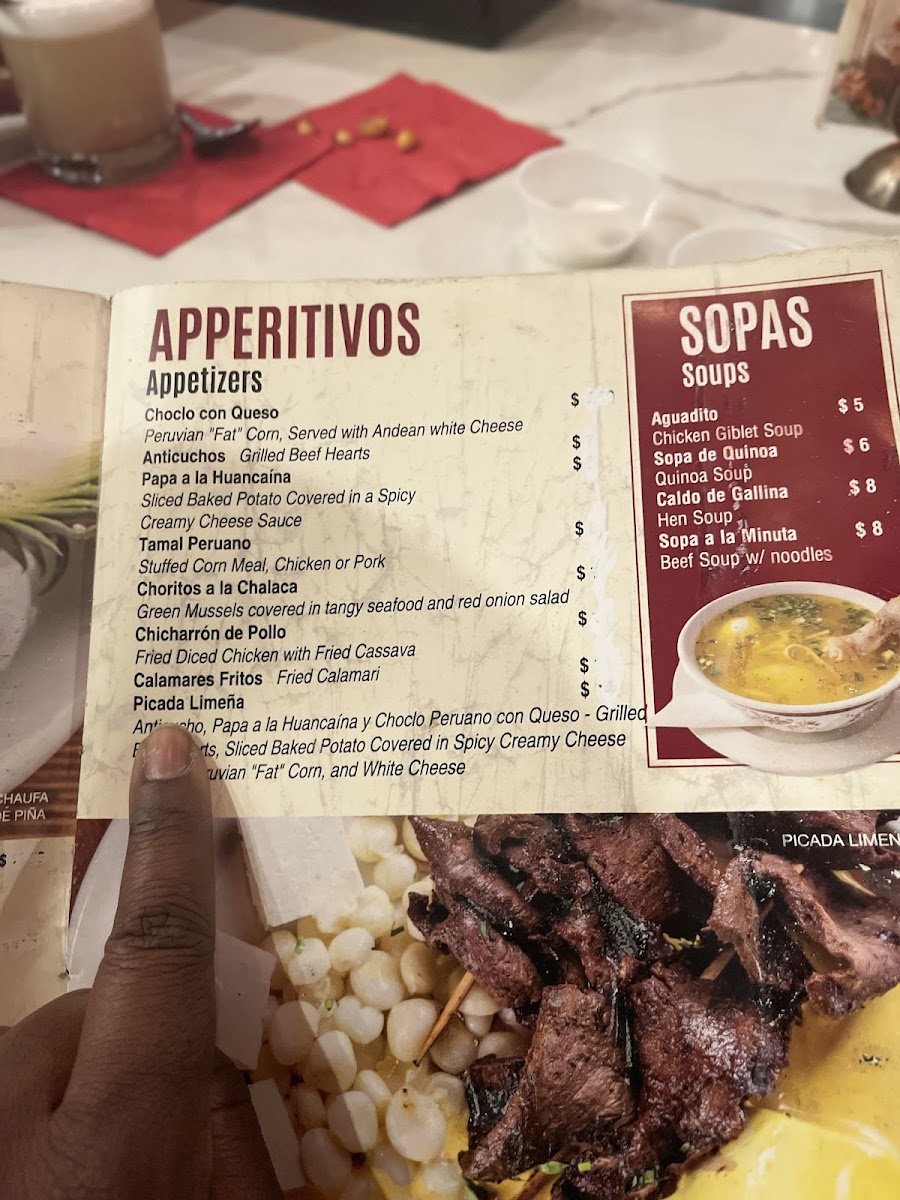 APPERITIVOS
Appetizers
Choclo con Queso $
Peruvian "Fat" Corn, Served with Andean white Cheese
Anticuchos Grilled Beef Hearts $
Papa a la Huancaína $
Sliced Baked Potato Covered in a Spicy
Creamy Cheese Sauce
Tamal Peruano $
Stuffed Corn Meal, Chicken or Pork
Choritos a la Chalaca $
Green Mussels covered in tangy seafood and red onion salad
Chicharrón de Pollo $
Fried Diced Chicken with Fried Cassava
Calamares Fritos Fried Calamari $
Picada Limeña $
Papa a la Huancaína y Choclo Peruano con Queso - Grilled
Sliced Baked Potato Covered in Spicy Creamy Cheese
"Fat" Corn, and White Cheese
SOPAS
Soups
Aguadito $ 5
Chicken Giblet Soup
Sopa de Quinoa $ 6
Quinoa Soup
Caldo de Gallina $ 8
Hen Soup
Sopa a la Minuta $ 8
Beef Soup w/ noodles
CHAUFA
DE PIÑA
$
PICADA LIMEÑ